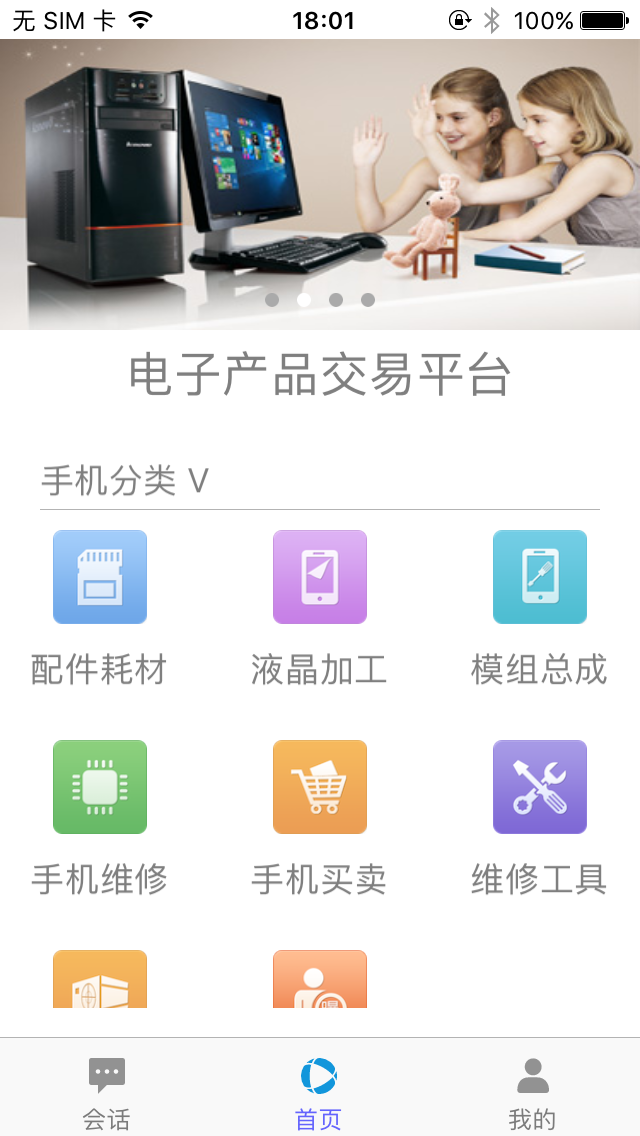 无 SIM 卡 18:01 100%
lenovo
电子产品交易平台
手机分类 V
配件耗材 液晶加工 模组总成
手机维修 手机买卖 维修工具
会话 首页 我的